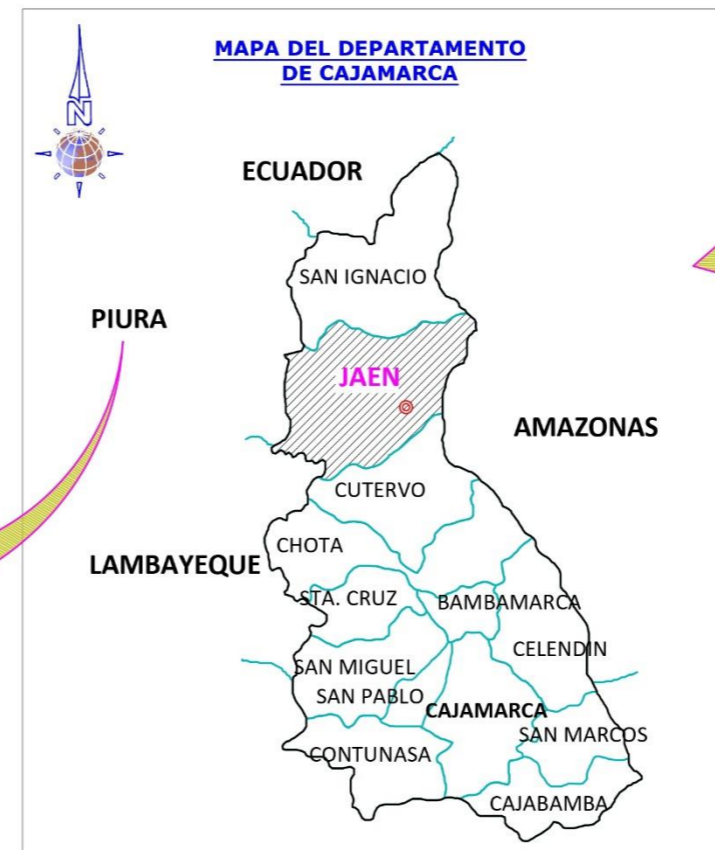 MAPA DEL DEPARTAMENTO
DE CAJAMARCA
N
ECUADOR
SAN IGNACIO
PIURA
JAEN
AMAZONAS
CUTERVO
CHOTA
LAMBAYEQUE
STA. CRUZ
BAMBAMARCA
CELENDIN
SAN MIGUEL
SAN PABLO
CAJAMARCA
SAN MARCOS
CONTUNASA
CAJABAMBA